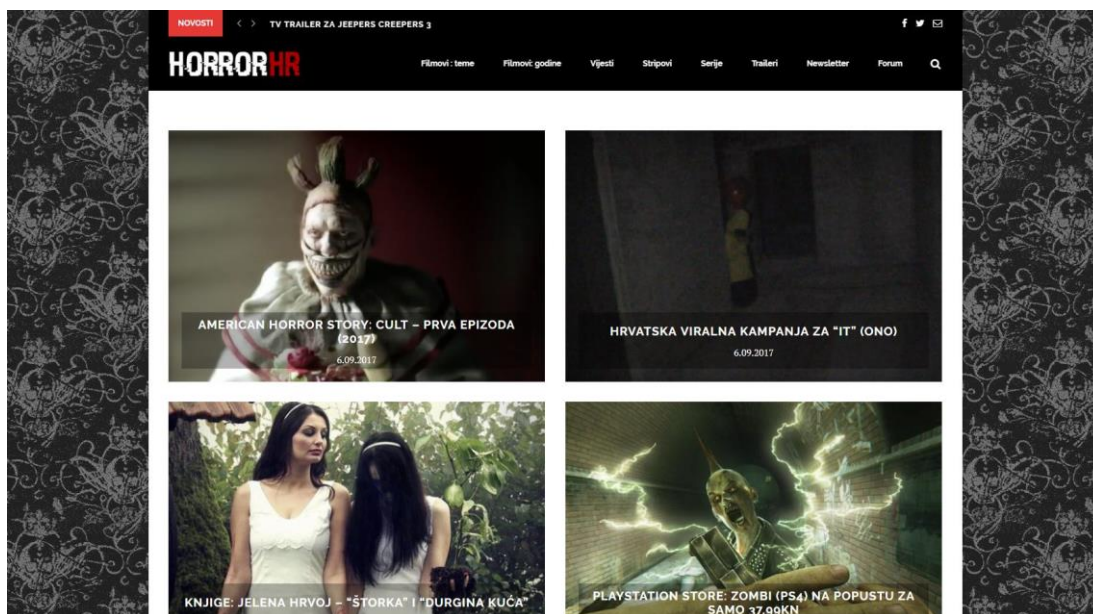 NOVOSTI
TV TRAILER ZA JEEPERS CREEPERS 3
HORRORHR
Filmovi : teme
Filmovi: godine
Vijesti
Stripovi
Serije
Traileri
Newsletter
Forum
AMERICAN HORROR STORY: CULT – PRVA EPIZODA
(2017)
6.09.2017
HRVATSKA VIRALNA KAMPANJA ZA “IT” (ONO)
6.09.2017
KNJIGE: JELENA HRVOJ – “ŠTORKA” I “DURGINA KUĆA”
PLAYSTATION STORE: ZOMBI (PS4) NA POPUSTU ZA
SAMO 37,99KN